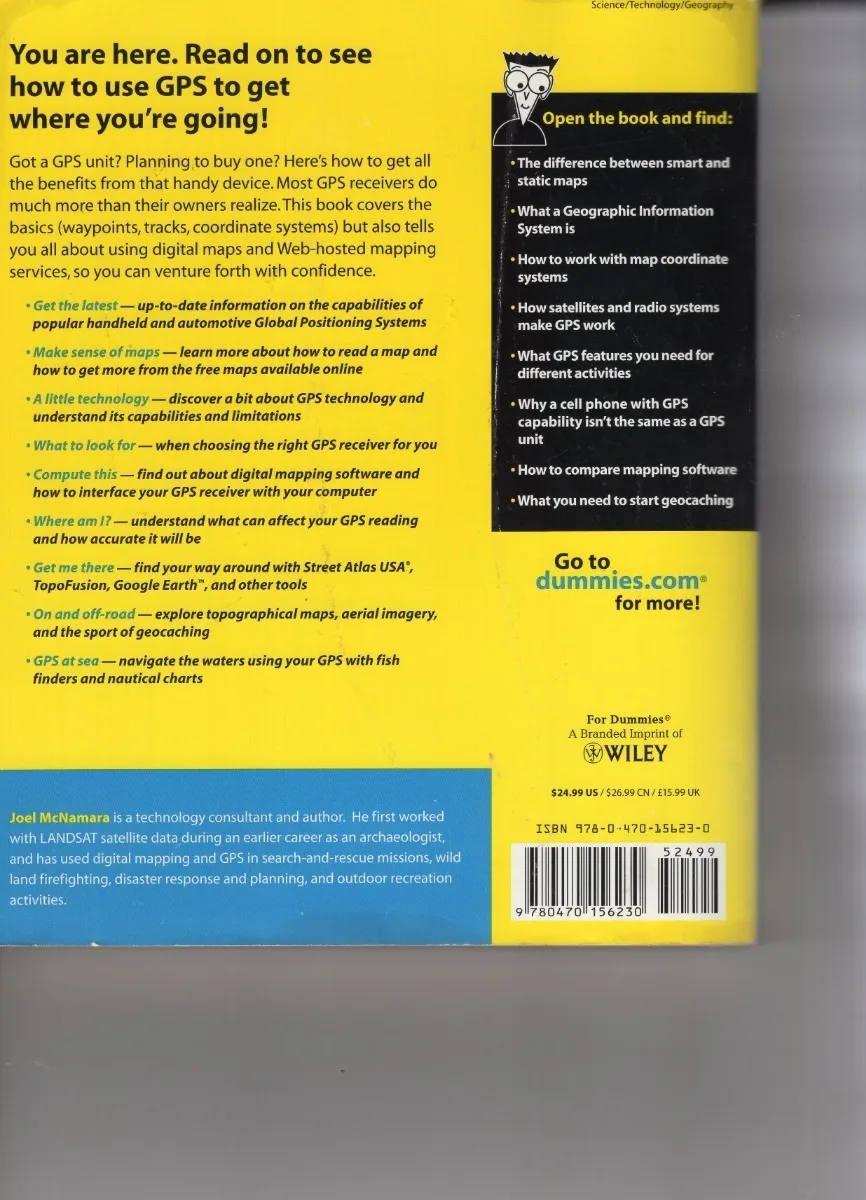 Science/Technology/Geography
You are here. Read on to see
how to use GPS to get
where you're going!
Got a GPS unit? Planning to buy one? Here's how to get all
the benefits from that handy device. Most GPS receivers do
much more than their owners realize. This book covers the
basics (waypoints, tracks, coordinate systems) but also tells
you all about using digital maps and Web-hosted mapping
services, so you can venture forth with confidence.
• Get the latest — up-to-date information on the capabilities of
popular handheld and automotive Global Positioning Systems
• Make sense of maps — learn more about how to read a map and
how to get more from the free maps available online
• A little technology — discover a bit about GPS technology and
understand its capabilities and limitations
• What to look for — when choosing the right GPS receiver for you
• Compute this — find out about digital mapping software and
how to interface your GPS receiver with your computer
• Where am I? — understand what can affect your GPS reading
and how accurate it will be
• Get me there — find your way around with Street Atlas USA®,
TopoFusion, Google Earth™, and other tools
• On and off-road — explore topographical maps, aerial imagery,
and the sport of geocaching
• GPS at sea — navigate the waters using your GPS with fish
finders and nautical charts
Joel McNamara is a technology consultant and author. He first worked
with LANDSAT satellite data during an earlier career as an archaeologist,
and has used digital mapping and GPS in search-and-rescue missions, wild
land firefighting, disaster response and planning, and outdoor recreation
activities.
Open the book and find:
• The difference between smart and
static maps
• What a Geographic Information
System is
• How to work with map coordinate
systems
• How satellites and radio systems
make GPS work
• What GPS features you need for
different activities
• Why a cell phone with GPS
capability isn't the same as a GPS
unit
• How to compare mapping software
• What you need to start geocaching
Go to
dummies.com®
for more!
For Dummies®
A Branded Imprint of
WILEY
$24.99 US / $26.99 CN / £15.99 UK
ISBN 978-0-470-15623-0
52499
9 780470 156230